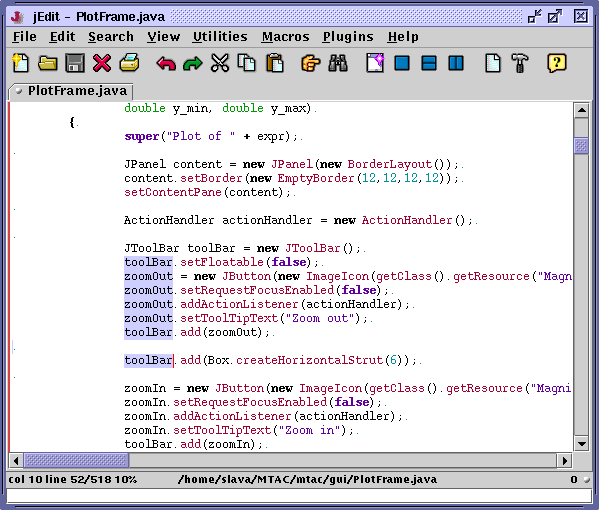 jEdit - PlotFrame.java
File Edit Search View Utilities Macros Plugins Help
PlotFrame.java
double y_min, double y_max).
{.
super("Plot of " + expr);.
.
JPanel content = new JPanel(new BorderLayout());.
content.setBorder(new EmptyBorder(12,12,12,12));.
setContentPane(content);.
.
ActionHandler actionHandler = new ActionHandler();.
.
JToolBar toolBar = new JToolBar();.
toolBar.setFloatable(false);.
zoomOut = new JButton(new ImageIcon(getClass().getResource("Magni
zoomOut.setRequestFocusEnabled(false);.
zoomOut.addActionListener(actionHandler);.
zoomOut.setToolTipText("Zoom out");.
toolBar.add(zoomOut);.
.
toolBar.add(Box.createHorizontalStrut(6));.
.
zoomIn = new JButton(new ImageIcon(getClass().getResource("Magnif
zoomIn.setRequestFocusEnabled(false);.
zoomIn.addActionListener(actionHandler);.
zoomIn.setToolTipText("Zoom in");.
toolBar.add(zoomIn);.
col 10 line 52/518 10% /home/slava/MTAC/mtac/gui/PlotFrame.java 0